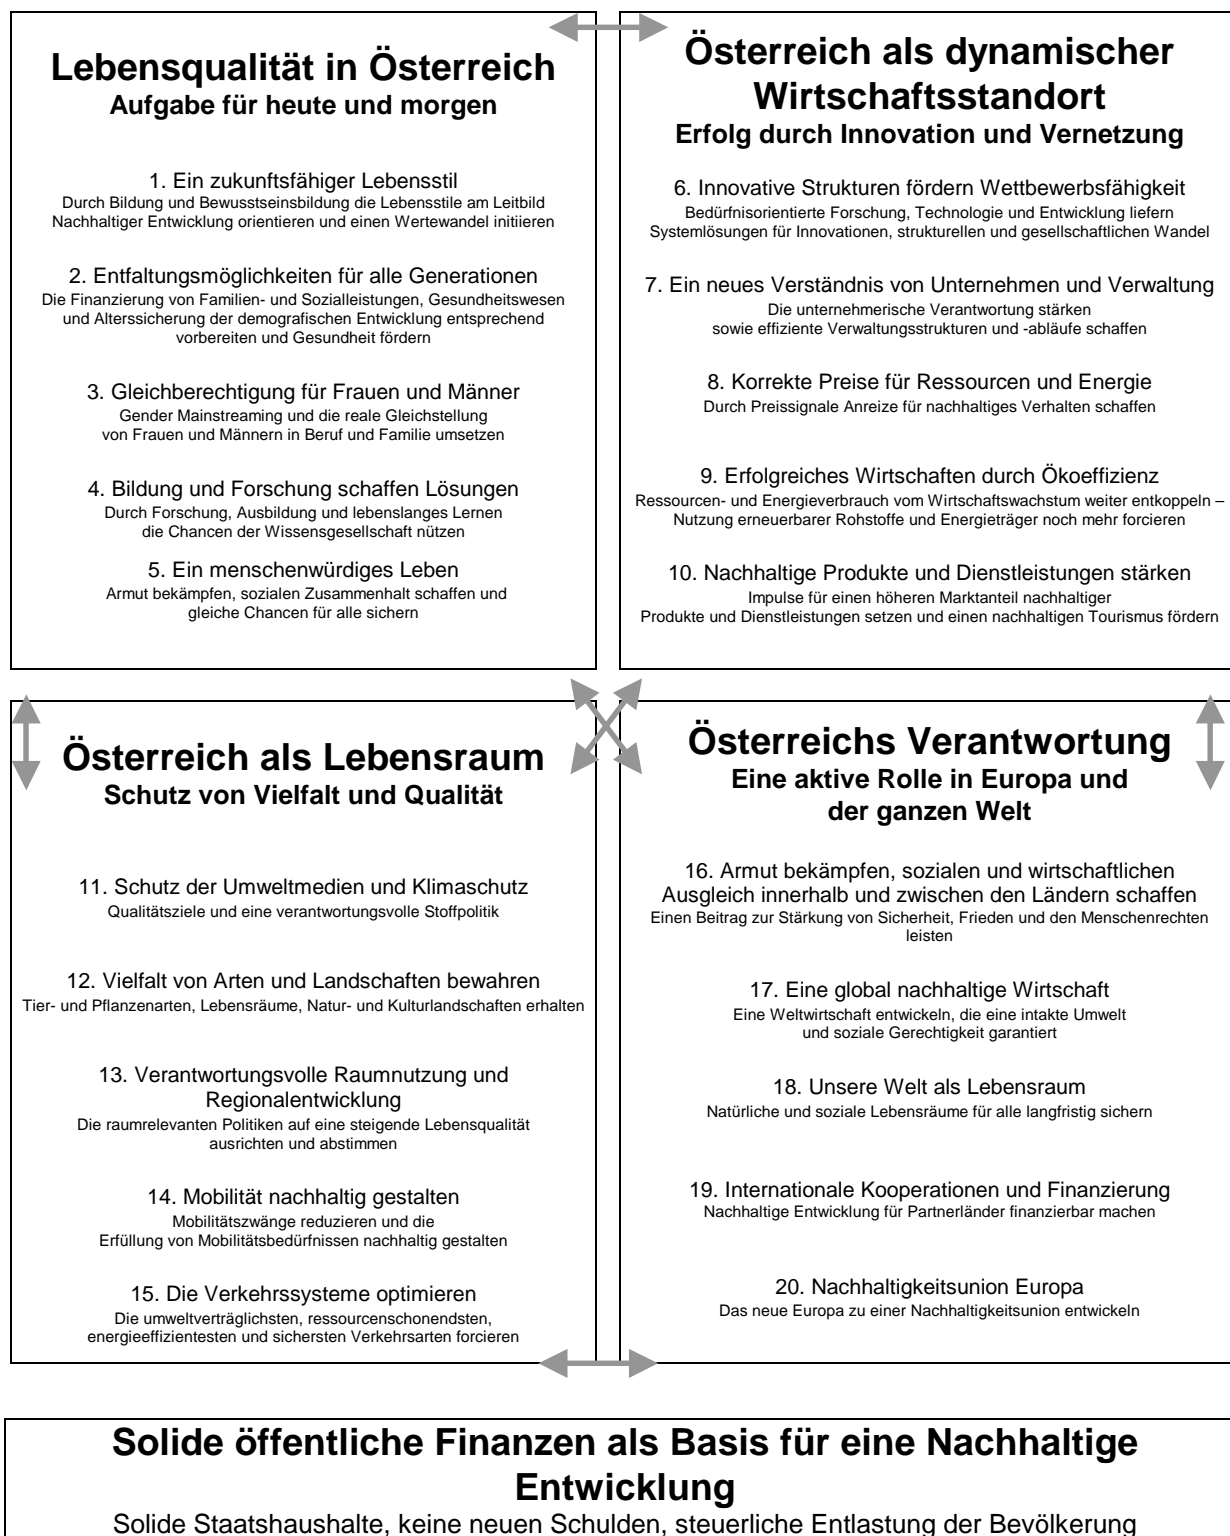 Lebensqualität in Österreich
Aufgabe für heute und morgen
1. Ein zukunftsfähiger Lebensstil
Durch Bildung und Bewusstseinsbildung die Lebensstile am Leitbild
Nachhaltiger Entwicklung orientieren und einen Wertewandel initiieren
2. Entfaltungsmöglichkeiten für alle Generationen
Die Finanzierung von Familien- und Sozialleistungen, Gesundheitswesen
und Alterssicherung der demografischen Entwicklung entsprechend
vorbereiten und Gesundheit fördern
3. Gleichberechtigung für Frauen und Männer
Gender Mainstreaming und die reale Gleichstellung
von Frauen und Männern in Beruf und Familie umsetzen
4. Bildung und Forschung schaffen Lösungen
Durch Forschung, Ausbildung und lebenslanges Lernen
die Chancen der Wissensgesellschaft nützen
5. Ein menschenwürdiges Leben
Armut bekämpfen, sozialen Zusammenhalt schaffen und
gleiche Chancen für alle sichern
Österreich als dynamischer
Wirtschaftsstandort
Erfolg durch Innovation und Vernetzung
6. Innovative Strukturen fördern Wettbewerbsfähigkeit
Bedürfnisorientierte Forschung, Technologie und Entwicklung liefern
Systemlösungen für Innovationen, strukturellen und gesellschaftlichen Wandel
7. Ein neues Verständnis von Unternehmen und Verwaltung
Die unternehmerische Verantwortung stärken
sowie effiziente Verwaltungsstrukturen und -abläufe schaffen
8. Korrekte Preise für Ressourcen und Energie
Durch Preissignale Anreize für nachhaltiges Verhalten schaffen
9. Erfolgreiches Wirtschaften durch Ökoeffizienz
Ressourcen- und Energieverbrauch vom Wirtschaftswachstum weiter entkoppeln –
Nutzung erneuerbarer Rohstoffe und Energieträger noch mehr forcieren
10. Nachhaltige Produkte und Dienstleistungen stärken
Impulse für einen höheren Marktanteil nachhaltiger
Produkte und Dienstleistungen setzen und einen nachhaltigen Tourismus fördern
Österreich als Lebensraum
Schutz von Vielfalt und Qualität
11. Schutz der Umweltmedien und Klimaschutz
Qualitätsziele und eine verantwortungsvolle Stoffpolitik
12. Vielfalt von Arten und Landschaften bewahren
Tier- und Pflanzenarten, Lebensräume, Natur- und Kulturlandschaften erhalten
13. Verantwortungsvolle Raumnutzung und
Regionalentwicklung
Die raumrelevanten Politiken auf eine steigende Lebensqualität
ausrichten und abstimmen
14. Mobilität nachhaltig gestalten
Mobilitätszwänge reduzieren und die
Erfüllung von Mobilitätsbedürfnissen nachhaltig gestalten
15. Die Verkehrssysteme optimieren
Die umweltverträglichsten, ressourcenschonendsten,
energieeffizientesten und sichersten Verkehrsarten forcieren
Österreichs Verantwortung
Eine aktive Rolle in Europa und
der ganzen Welt
16. Armut bekämpfen, sozialen und wirtschaftlichen
Ausgleich innerhalb und zwischen den Ländern schaffen
Einen Beitrag zur Stärkung von Sicherheit, Frieden und den Menschenrechten
leisten
17. Eine global nachhaltige Wirtschaft
Eine Weltwirtschaft entwickeln, die eine intakte Umwelt
und soziale Gerechtigkeit garantiert
18. Unsere Welt als Lebensraum
Natürliche und soziale Lebensräume für alle langfristig sichern
19. Internationale Kooperationen und Finanzierung
Nachhaltige Entwicklung für Partnerländer finanzierbar machen
20. Nachhaltigkeitsunion Europa
Das neue Europa zu einer Nachhaltigkeitsunion entwickeln
Solide öffentliche Finanzen als Basis für eine Nachhaltige
Entwicklung
Solide Staatshaushalte, keine neuen Schulden, steuerliche Entlastung der Bevölkerung